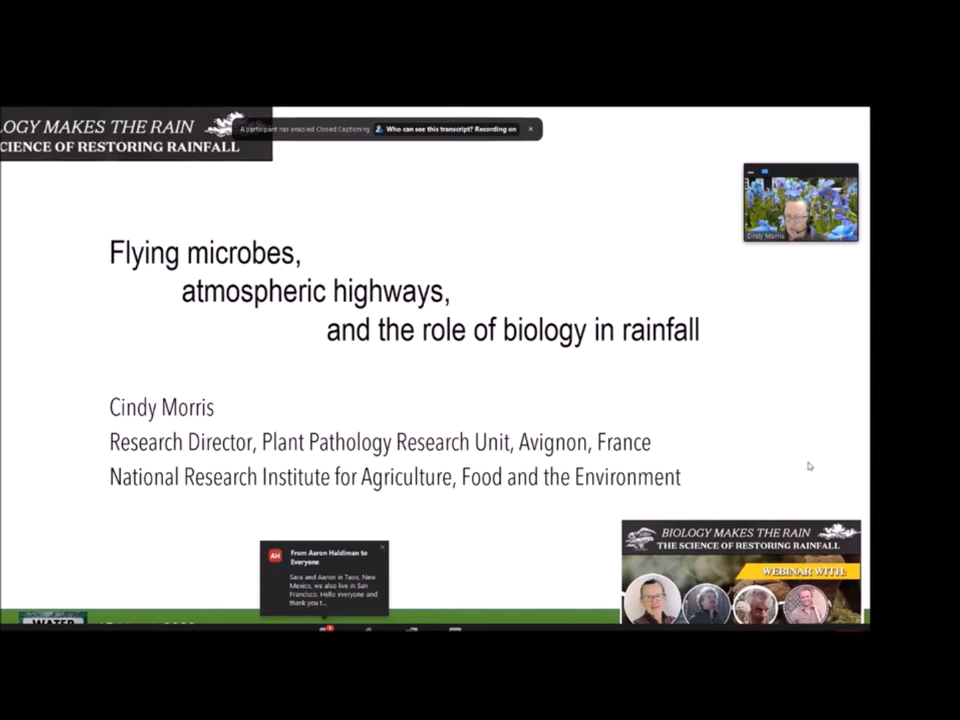 LOGY MAKES THE RAIN
CIENCE OF RESTORING RAINFALL
A participant has enabled Closed Captioning Who can see this transcript? Recording on
Cindy Morris
Flying microbes,
atmospheric highways,
and the role of biology in rainfall
Cindy Morris
Research Director, Plant Pathology Research Unit, Avignon, France
National Research Institute for Agriculture, Food and the Environment
AH
From Aaron Haldiman to
Everyone
Sara and Aaron in Taos, New
Mexico, we also live in San
Francisco. Hello everyone and
thank you t...
BIOLOGY MAKES THE RAIN
THE SCIENCE OF RESTORING RAINFALL
WEBINAR WITH:
WATER